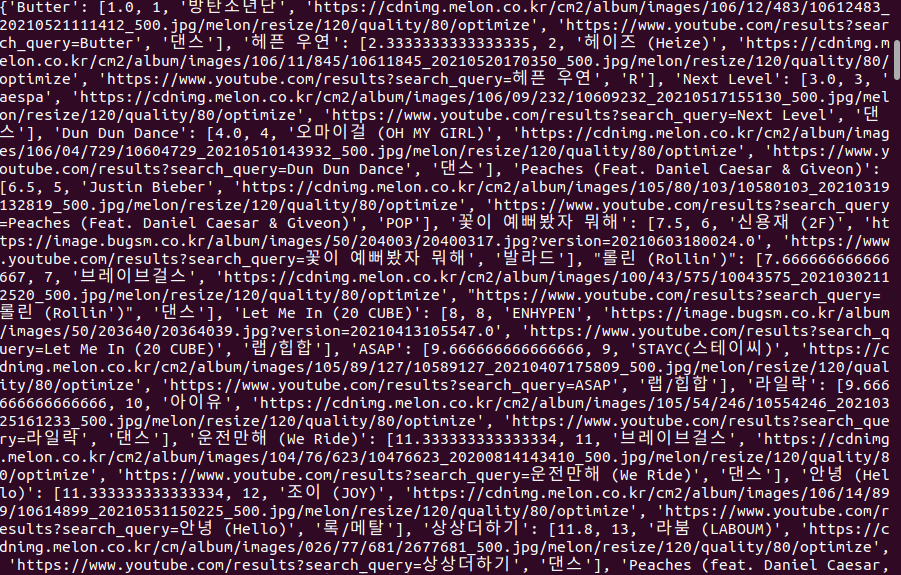 {'Butter': [1.0, 1, '방탄소년단', 'https://cdnimg.melon.co.kr/cm2/album/images/106/12/483/10612483_
20210521111412_500.jpg/melon/resize/120/quality/80/optimize', 'https://www.youtube.com/results?sear
ch_query=Butter', '댄스'], '헤픈 우연': [2.3333333333333335, 2, '헤이즈 (Heize)', 'https://cdnimg.m
elon.co.kr/cm2/album/images/106/11/845/10611845_20210520170350_500.jpg/melon/resize/120/quality/80/
optimize', 'https://www.youtube.com/results?search_query=헤픈 우연', 'R'], 'Next Level': [3.0, 3, '
aespa', 'https://cdnimg.melon.co.kr/cm2/album/images/106/09/232/10609232_20210517155130_500.jpg/mel
on/resize/120/quality/80/optimize', 'https://www.youtube.com/results?search_query=Next Level', '댄
스'], 'Dun Dun Dance': [4.0, 4, '오마이걸 (OH MY GIRL)', 'https://cdnimg.melon.co.kr/cm2/album/imag
es/106/04/729/10604729_20210510143932_500.jpg/melon/resize/120/quality/80/optimize', 'https://www.y
outube.com/results?search_query=Dun Dun Dance', '댄스'], 'Peaches (Feat. Daniel Caesar & Giveon)': 
[6.5, 5, 'Justin Bieber', 'https://cdnimg.melon.co.kr/cm2/album/images/105/80/103/10580103_20210319
132819_500.jpg/melon/resize/120/quality/80/optimize', 'https://www.youtube.com/results?search_query
=Peaches (Feat. Daniel Caesar & Giveon)', 'POP'], '꽃이 예뻐봤자 뭐해': [7.5, 6, '신용재 (2F)', 'ht
tps://image.bugsm.co.kr/album/images/50/204003/20400317.jpg?version=20210603180024.0', 'https://www
.youtube.com/results?search_query=꽃이 예뻐봤자 뭐해', '발라드'], "롤린 (Rollin')": [7.666666666666
667, 7, '브레이브걸스', 'https://cdnimg.melon.co.kr/cm2/album/images/100/43/575/10043575_2021030211
2520_500.jpg/melon/resize/120/quality/80/optimize', "https://www.youtube.com/results?search_query=
롤린 (Rollin')", '댄스'], 'Let Me In (20 CUBE)': [8, 8, 'ENHYPEN', 'https://image.bugsm.co.kr/album
/images/50/203640/20364039.jpg?version=20210413105547.0', 'https://www.youtube.com/results?search_q
uery=Let Me In (20 CUBE)', '랩/힙합'], 'ASAP': [9.666666666666666, 9, 'STAYC(스테이씨)', 'https://c
dnimg.melon.co.kr/cm2/album/images/105/89/127/10589127_20210407175809_500.jpg/melon/resize/120/qual
ity/80/optimize', 'https://www.youtube.com/results?search_query=ASAP', '랩/힙합'], '라일락': [9.666
666666666666, 10, '아이유', 'https://cdnimg.melon.co.kr/cm2/album/images/105/54/246/10554246_202103
25161233_500.jpg/melon/resize/120/quality/80/optimize', 'https://www.youtube.com/results?search_que
ry=라일락', '댄스'], '운전만해 (We Ride)': [11.333333333333334, 11, '브레이브걸스', 'https://cdnimg
.melon.co.kr/cm2/album/images/104/76/623/10476623_20200814143410_500.jpg/melon/resize/120/quality/8
0/optimize', 'https://www.youtube.com/results?search_query=운전만해 (We Ride)', '댄스'], '안녕 (Hel
lo)': [11.333333333333334, 12, '조이 (JOY)', 'https://cdnimg.melon.co.kr/cm2/album/images/106/14/89
9/10614899_20210531150225_500.jpg/melon/resize/120/quality/80/optimize', 'https://www.youtube.com/r
esults?search_query=안녕 (Hello)', '록/메탈'], '상상더하기': [11.8, 13, '라붐 (LABOUM)', 'https://c
dnimg.melon.co.kr/cm2/album/images/026/77/681/2677681_500.jpg/melon/resize/120/quality/80/optimize',
 'https://www.youtube.com/results?search_query=상상더하기', '댄스'], 'Peaches (feat. Daniel Caesar,